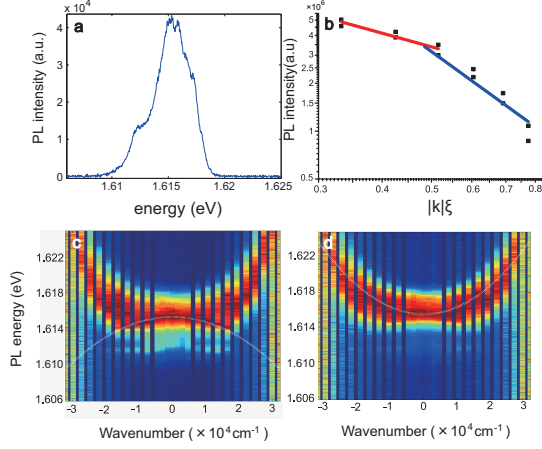 × 10⁴
a
PL intensity (a.u.)
4
3
2
1
0
1.61
1.615
1.62
1.625
energy (eV)
×10⁶
b
PL intensity(a.u)
5
4
3
2
1.5
1
0.5
0.3
0.4
0.5
0.6
0.7
0.8
|k|ξ
c
PL energy (eV)
1,622
1,618
1,614
1,610
1,606
-3 -2 -1 0 1 2 3
Wavenumber ( × 10⁴cm⁻¹ )
d
1.622
1.618
1.614
1.610
1.606
-3 -2 -1 0 1 2 3
Wavenumber ( × 10⁴cm⁻¹ )